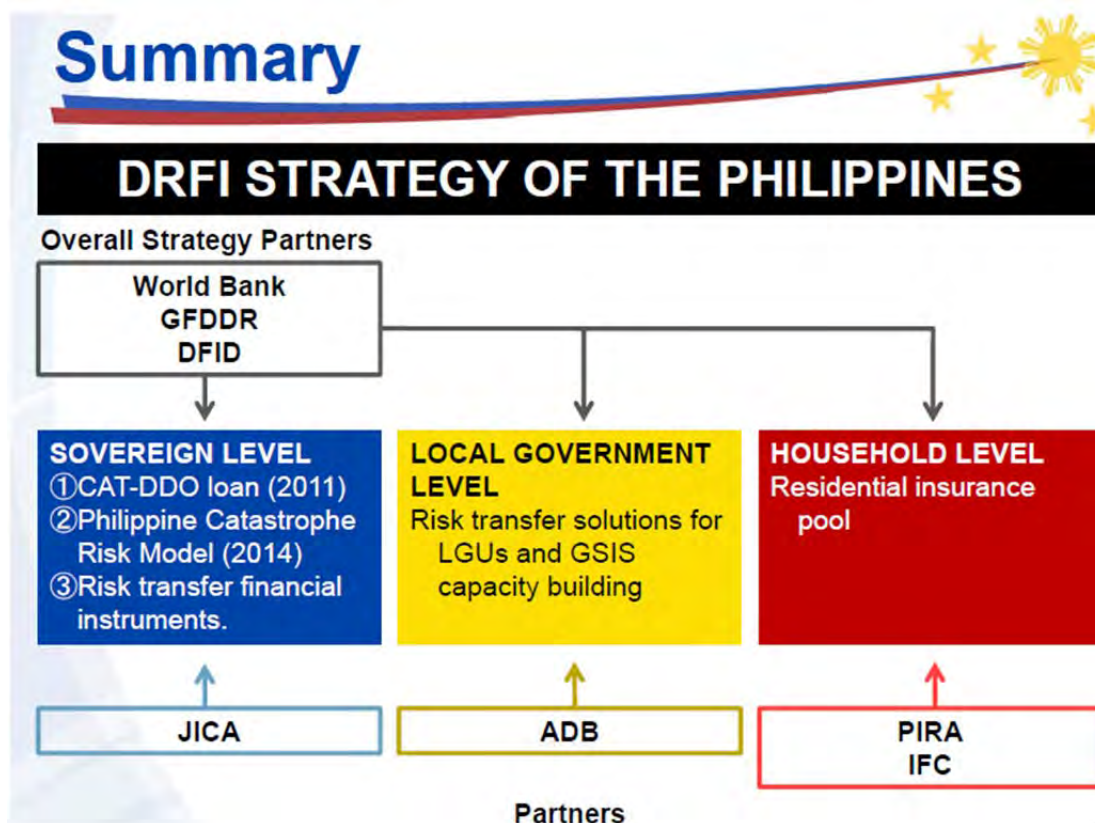 Summary
DRFI STRATEGY OF THE PHILIPPINES
Overall Strategy Partners
World Bank
GFDDR
DFID
SOVEREIGN LEVEL
①CAT-DDO loan (2011)
②Philippine Catastrophe
Risk Model (2014)
③Risk transfer financial
instruments.
LOCAL GOVERNMENT
LEVEL
Risk transfer solutions for
LGUs and GSIS
capacity building
HOUSEHOLD LEVEL
Residential insurance
pool
JICA
ADB
PIRA
IFC
Partners